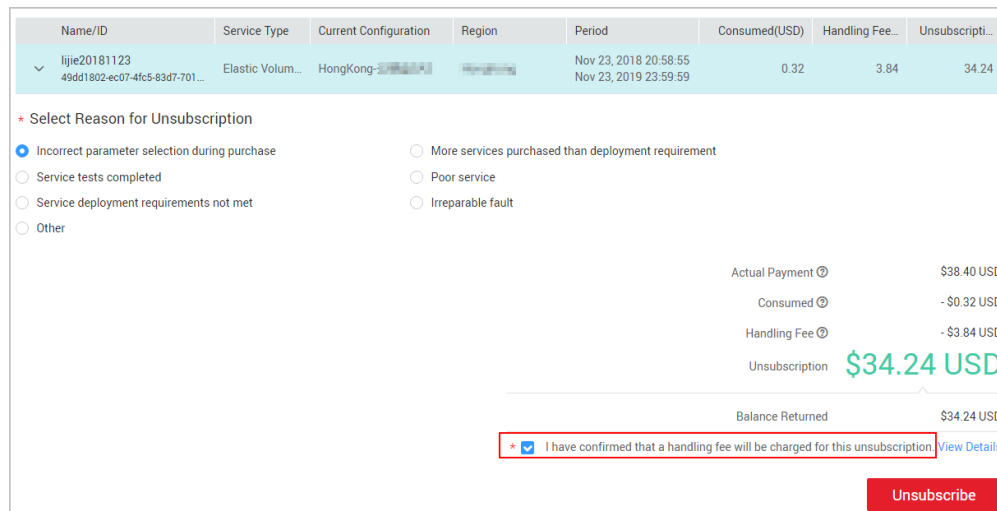 Name/ID Service Type Current Configuration Region Period Consumed(USD) Handling Fee... Unsubscripti...
lijie20181123 Elastic Volum... HongKong- Nov 23, 2018 20:58:55 0.32 3.84 34.24
49dd1802-ec07-4fc5-83d7-701... Nov 23, 2019 23:59:59
* Select Reason for Unsubscription
Incorrect parameter selection during purchase More services purchased than deployment requirement
Service tests completed Poor service
Service deployment requirements not met Irreparable fault
Other
Actual Payment ? $38.40 USD
Consumed ? - $0.32 USD
Handling Fee ? - $3.84 USD
Unsubscription $34.24 USD
Balance Returned $34.24 USD
* I have confirmed that a handling fee will be charged for this unsubscription. View Details
Unsubscribe